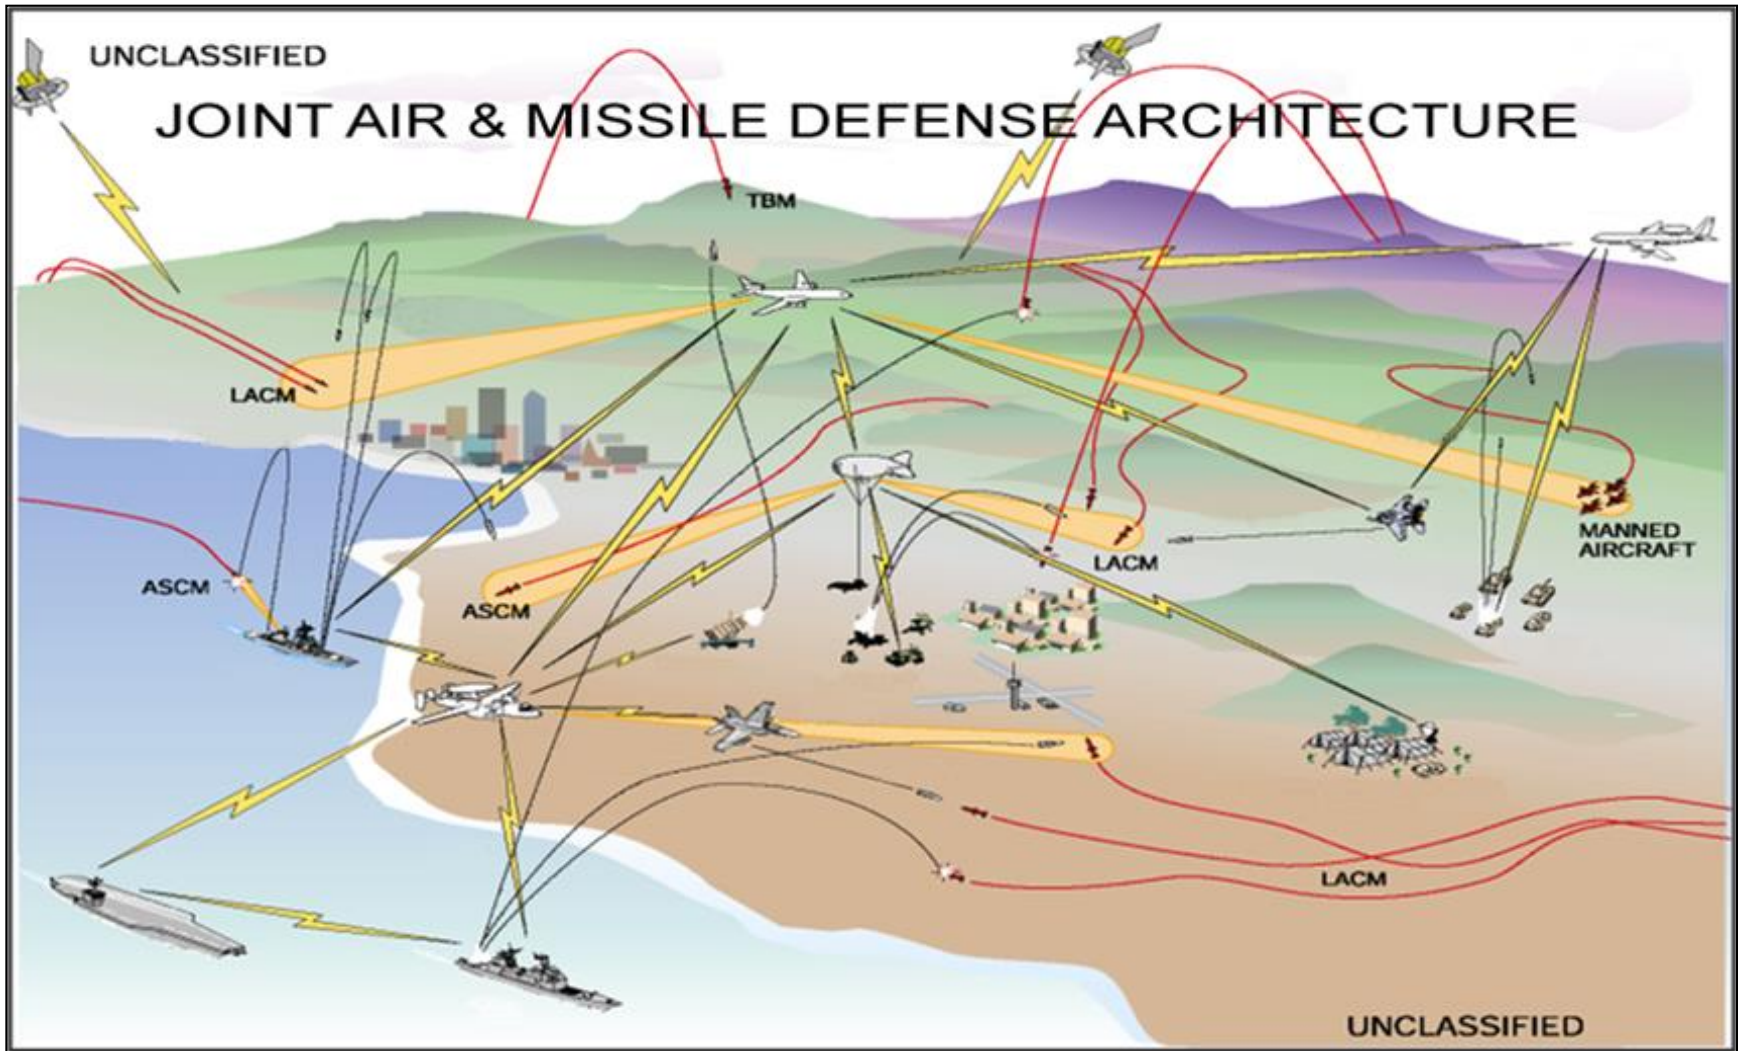 UNCLASSIFIED
JOINT AIR & MISSILE DEFENSE ARCHITECTURE
TBM
LACM
MANNED
AIRCRAFT
LACM
ASCM
ASCM
LACM
UNCLASSIFIED